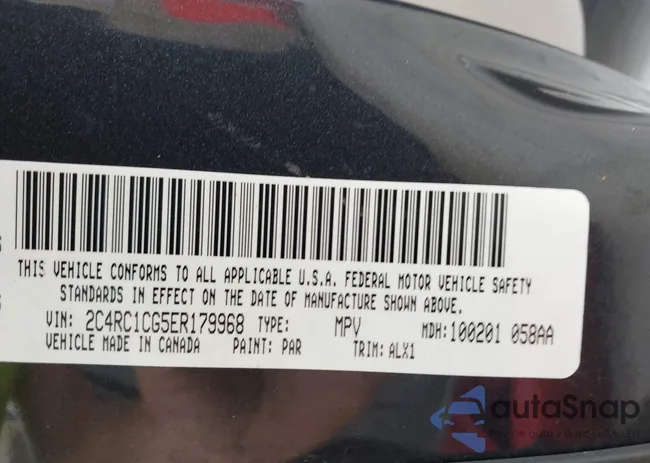 THIS VEHICLE CONFORMS TO ALL APPLICABLE U.S.A. FEDERAL MOTOR VEHICLE SAFETY
STANDARDS IN EFFECT ON THE DATE OF MANUFACTURE SHOWN ABOVE.
VIN: 2C4RC1CG5ER179968 TYPE: MPV MDH:100201 058AA
VEHICLE MADE IN CANADA PAINT: PAR TRIM: ALX1
autaSnap